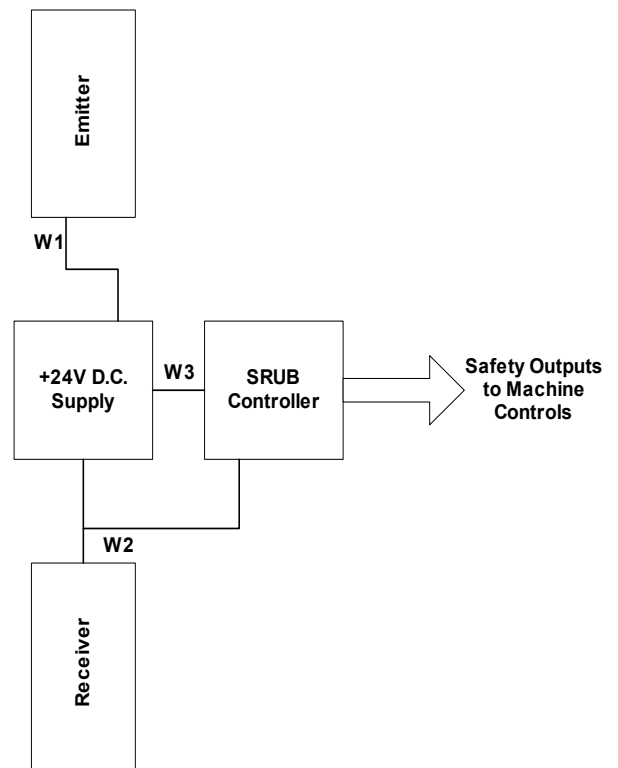 Emitter
W1
+24V D.C.
Supply
W3
SRUB
Controller
Safety Outputs
to Machine
Controls
W2
Receiver